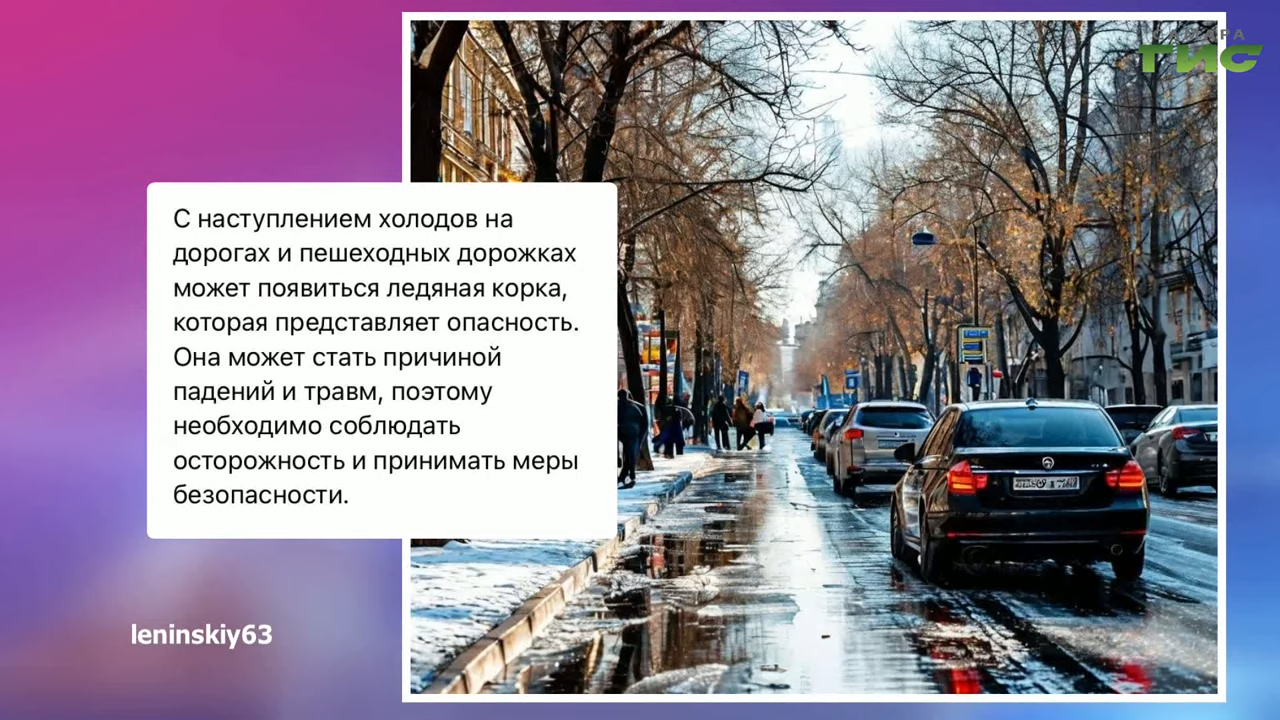 САМАРА
ГИС
С наступлением холодов на
дорогах и пешеходных дорожках
может появиться ледяная корка,
которая представляет опасность.
Она может стать причиной
падений и травм, поэтому
необходимо соблюдать
осторожность и принимать меры
безопасности.
leninskiy63